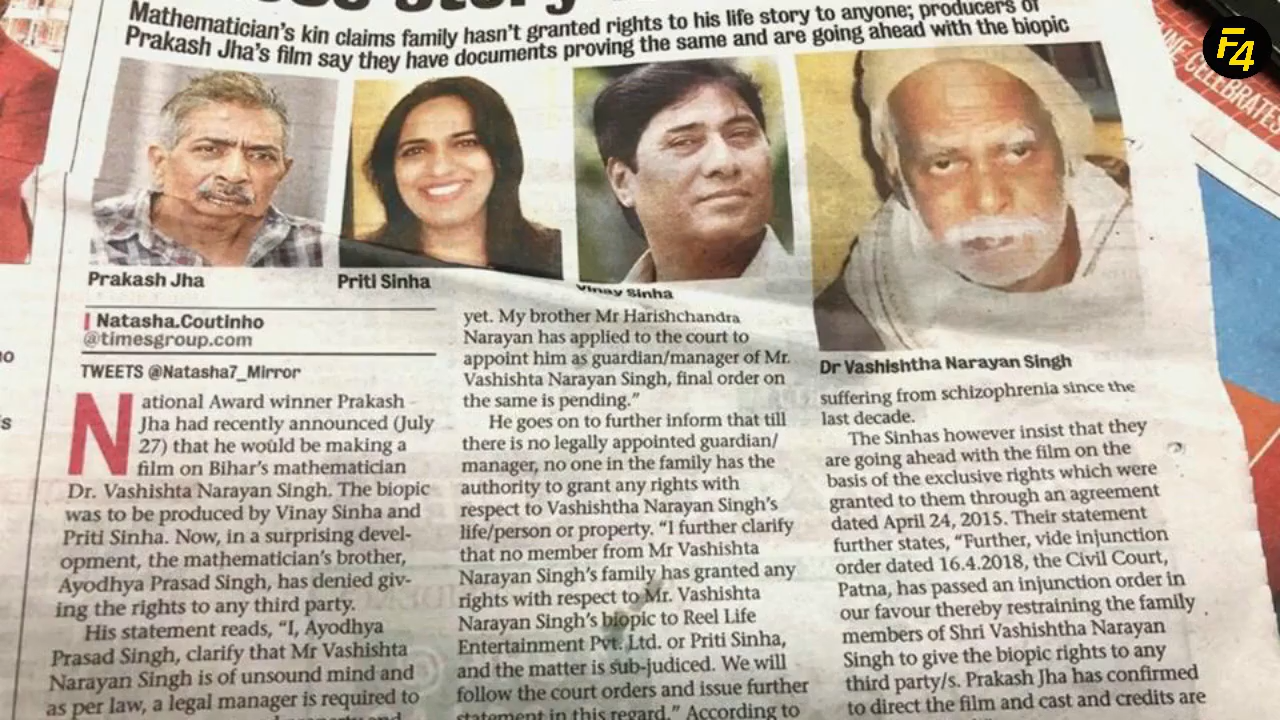 Mathematician's kin claims family hasn't granted rights to his life story to anyone; producers of
Prakash Jha's film say they have documents proving the same and are going ahead with the biopic
F4
Prakash Jha
Priti Sinha
Vinay Sinha
Dr Vashishtha Narayan Singh
Natasha.Coutinho
@timesgroup.com
TWEETS @Natasha7_Mirror
National Award winner Prakash
Jha had recently announced (July
27) that he would be making a
film on Bihar's mathematician
Dr. Vashishta Narayan Singh. The biopic
was to be produced by Vinay Sinha and
Priti Sinha. Now, in a surprising devel-
opment, the mathematician's brother,
Ayodhya Prasad Singh, has denied giv-
ing the rights to any third party.
His statement reads, "I, Ayodhya
Prasad Singh, clarify that Mr Vashishta
Narayan Singh is of unsound mind and
as per law, a legal manager is required to
yet. My brother Mr Harishchandra
Narayan has applied to the court to
appoint him as guardian/manager of Mr.
Vashishta Narayan Singh, final order on
the same is pending."
He goes on to further inform that till
there is no legally appointed guardian/
manager, no one in the family has the
authority to grant any rights with
respect to Vashishtha Narayan Singh's
life/person or property. "I further clarify
that no member from Mr Vashishta
Narayan Singh's family has granted any
rights with respect to Mr. Vashishta
Narayan Singh's biopic to Reel Life
Entertainment Pvt. Ltd. or Priti Sinha,
and the matter is sub-judiced. We will
follow the court orders and issue further
statement in this regard." According to
suffering from schizophrenia since the
last decade.
The Sinhas however insist that they
are going ahead with the film on the
basis of the exclusive rights which were
granted to them through an agreement
dated April 24, 2015. Their statement
further states, "Further, vide injunction
order dated 16.4.2018, the Civil Court,
Patna, has passed an injunction order in
our favour thereby restraining the family
members of Shri Vashishtha Narayan
Singh to give the biopic rights to any
third party/s. Prakash Jha has confirmed
to direct the film and cast and credits are